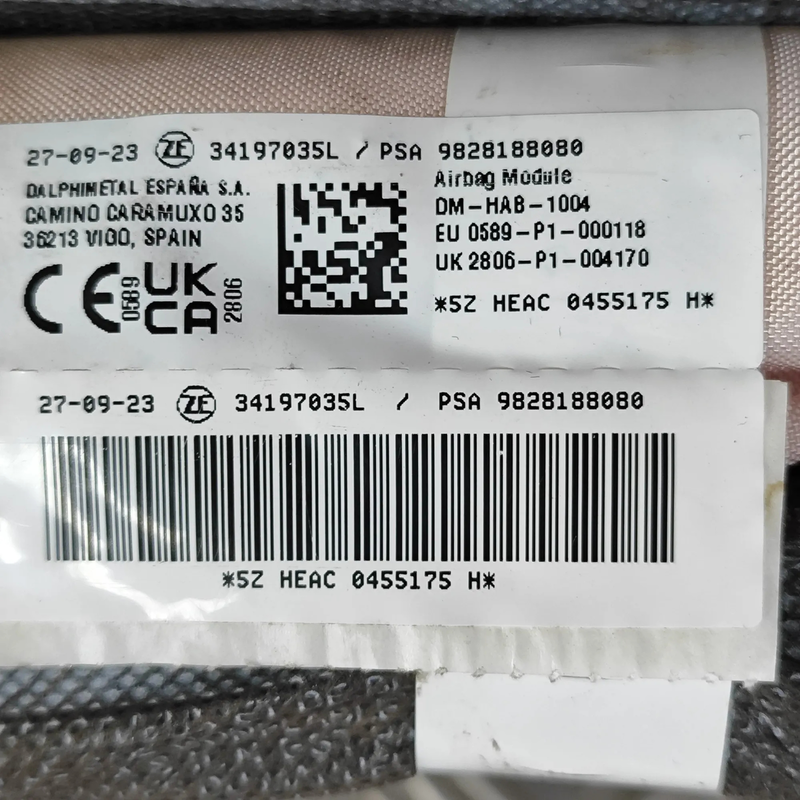 27-09-23 ZF 34197035L / PSA 9828188080
DALPHIMETAL ESPAÑA S.A.
CAMINO CARAMUXO 35
36213 VIGO, SPAIN
CE 0589 UKCA 2806
Airbag Module
DM-HAB-1004
EU 0589-P1-000118
UK 2806-P1-004170
*5Z HEAC 0455175 H*
27-09-23 ZF 34197035L / PSA 9828188080
*5Z HEAC 0455175 H*